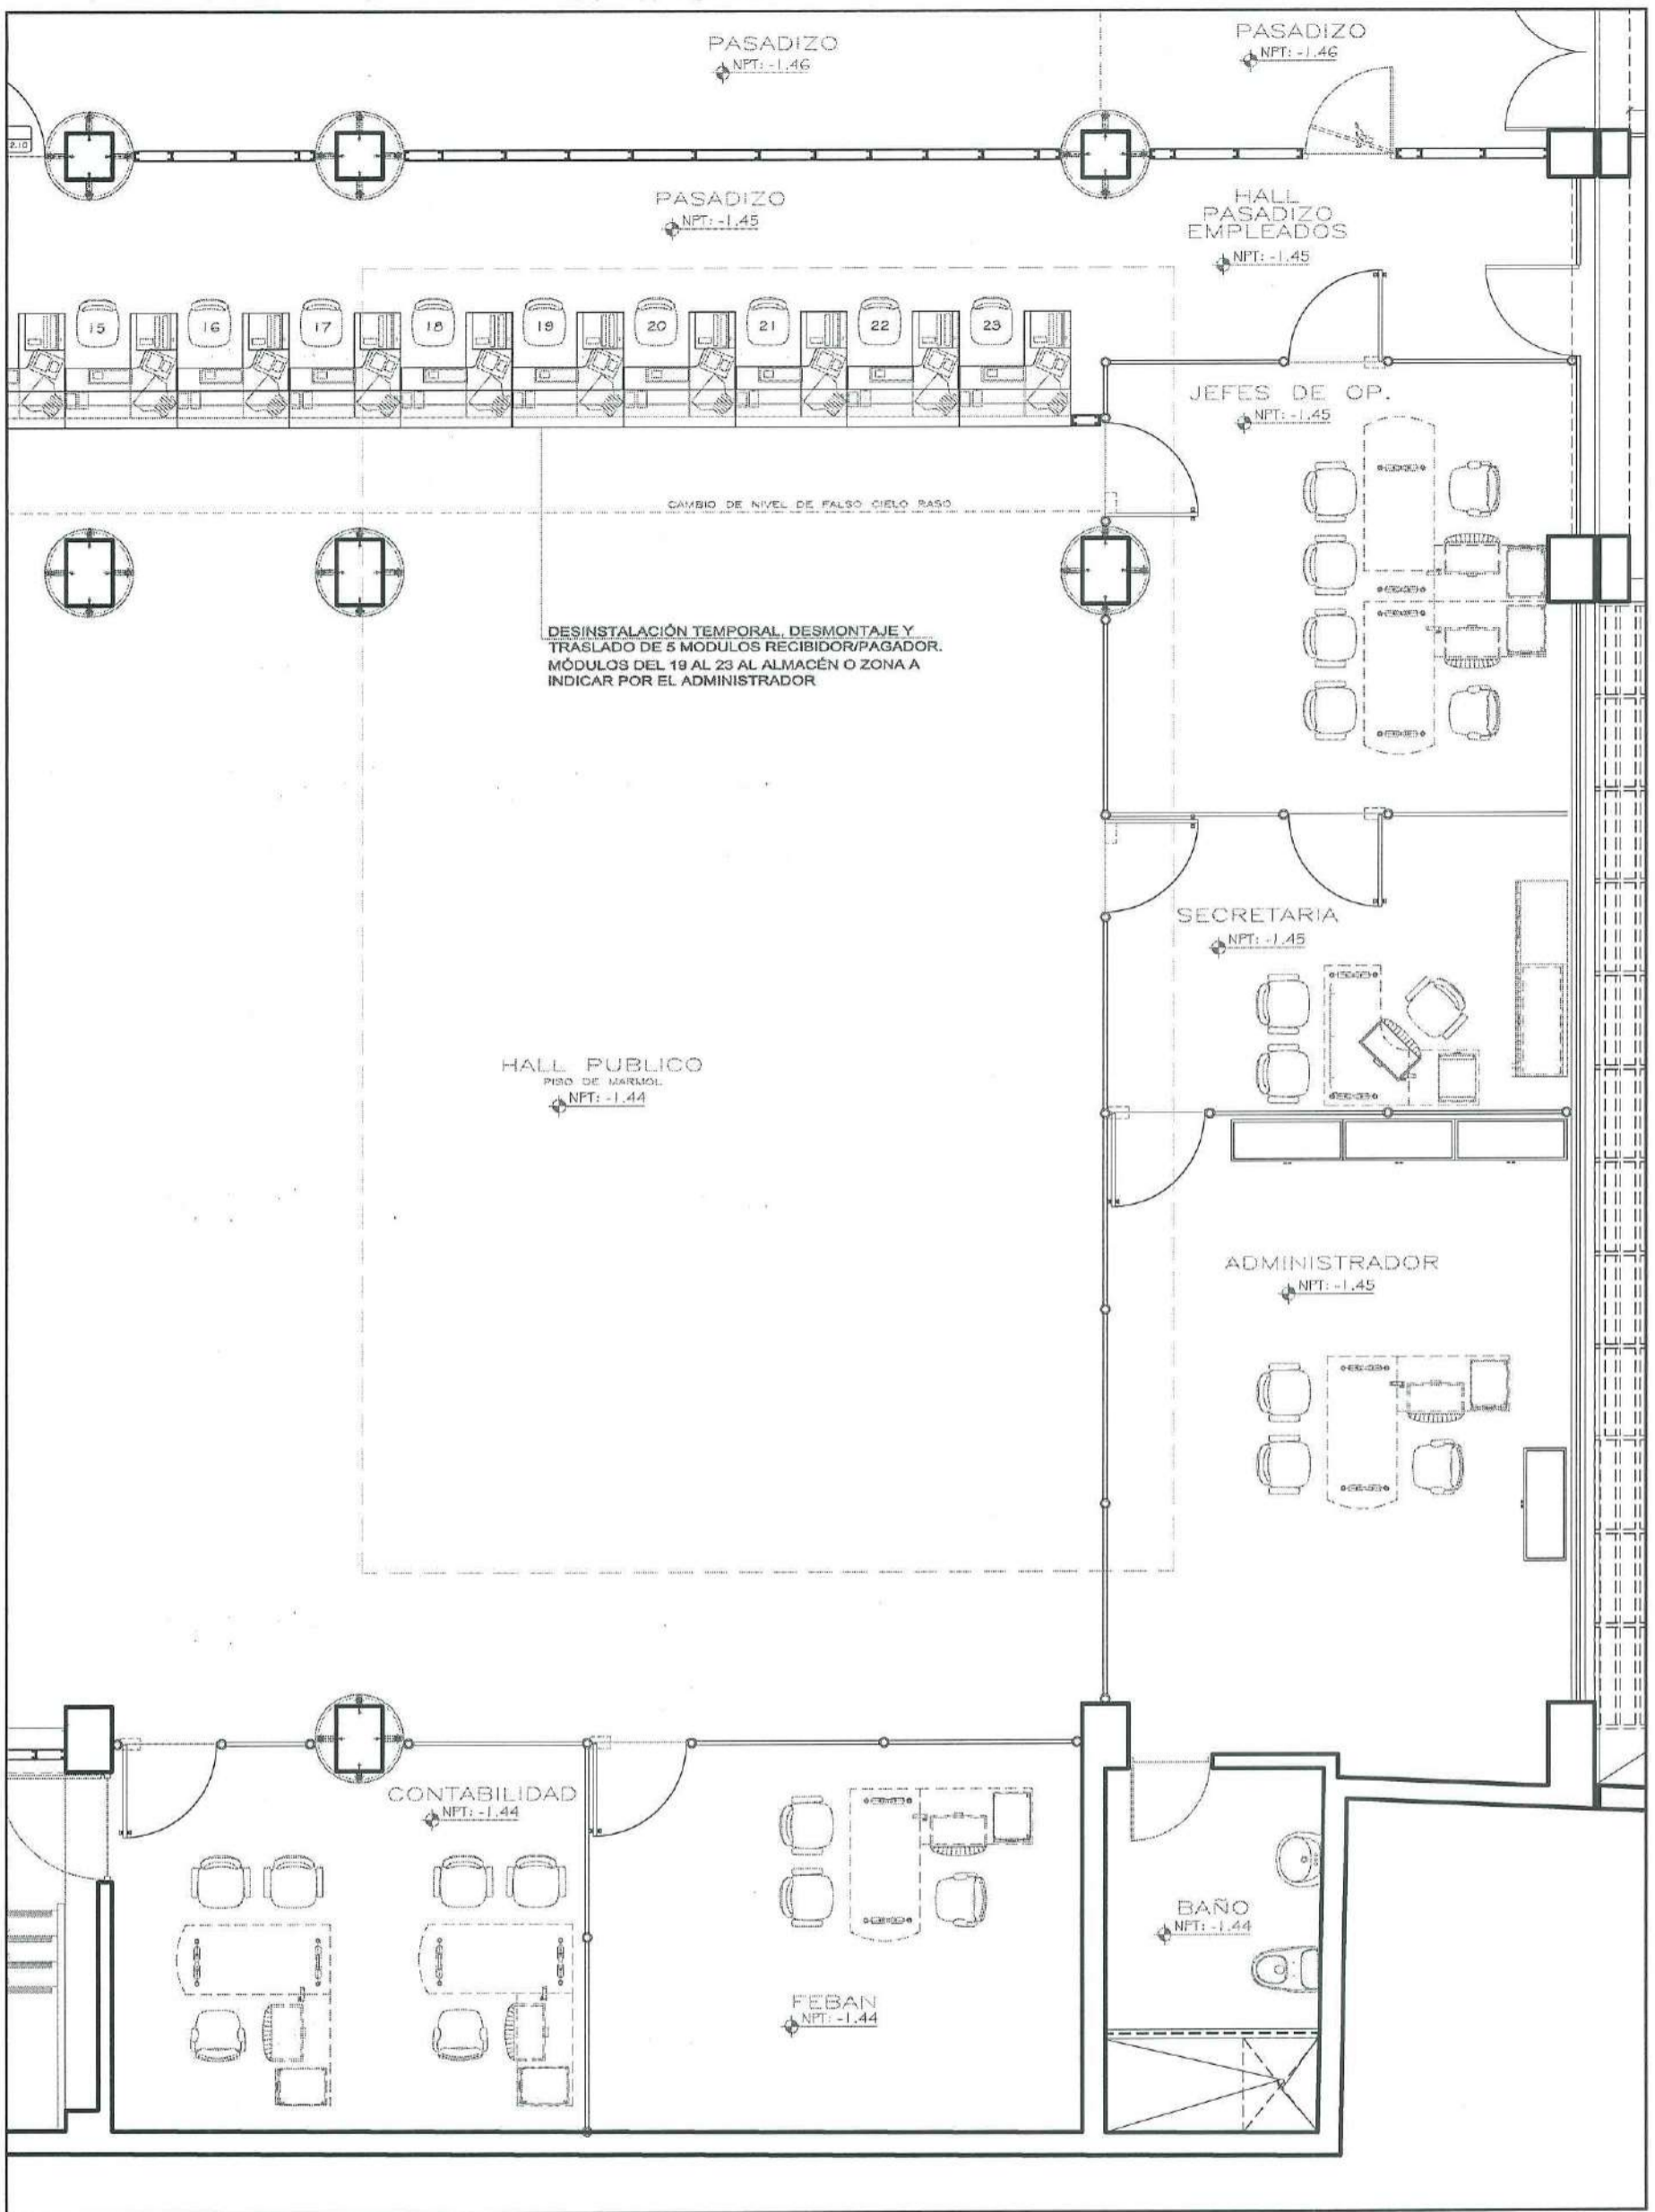 PASADIZO
NPT: -1.46
PASADIZO
NPT: -1.46
2.10
PASADIZO
NPT: -1.45
HALL
PASADIZO
EMPLEADOS
NPT: -1.45
15
16
17
18
19
20
21
22
23
JEFES DE OP.
NPT: -1.45
CAMBIO DE NIVEL DE FALSO CIELO RASO
DESINSTALACIÓN TEMPORAL, DESMONTAJE Y
TRASLADO DE 5 MODULOS RECIBIDOR/PAGADOR.
MÓDULOS DEL 19 AL 23 AL ALMACÉN O ZONA A
INDICAR POR EL ADMINISTRADOR
SECRETARIA
NPT: -1.45
HALL PUBLICO
PISO DE MARMOL
NPT: -1.44
ADMINISTRADOR
NPT: -1.45
CONTABILIDAD
NPT: -1.44
BAÑO
NPT: -1.44
FEBAN
NPT: -1.44